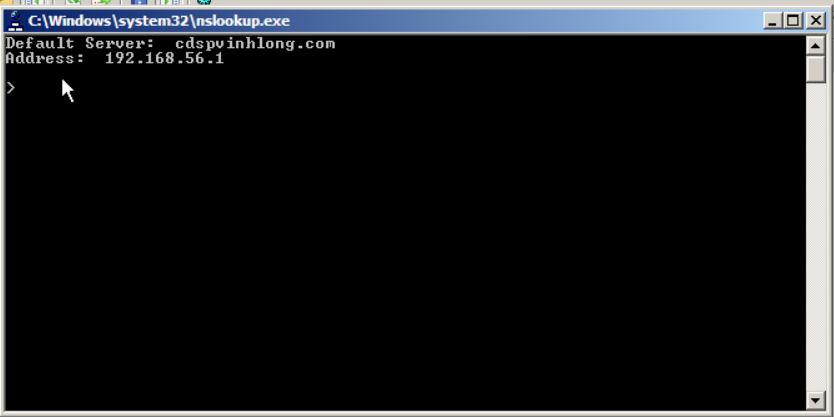 C:\Windows\system32\nslookup.exe
Default Server:  cdspvinhlong.com
Address:  192.168.56.1
>